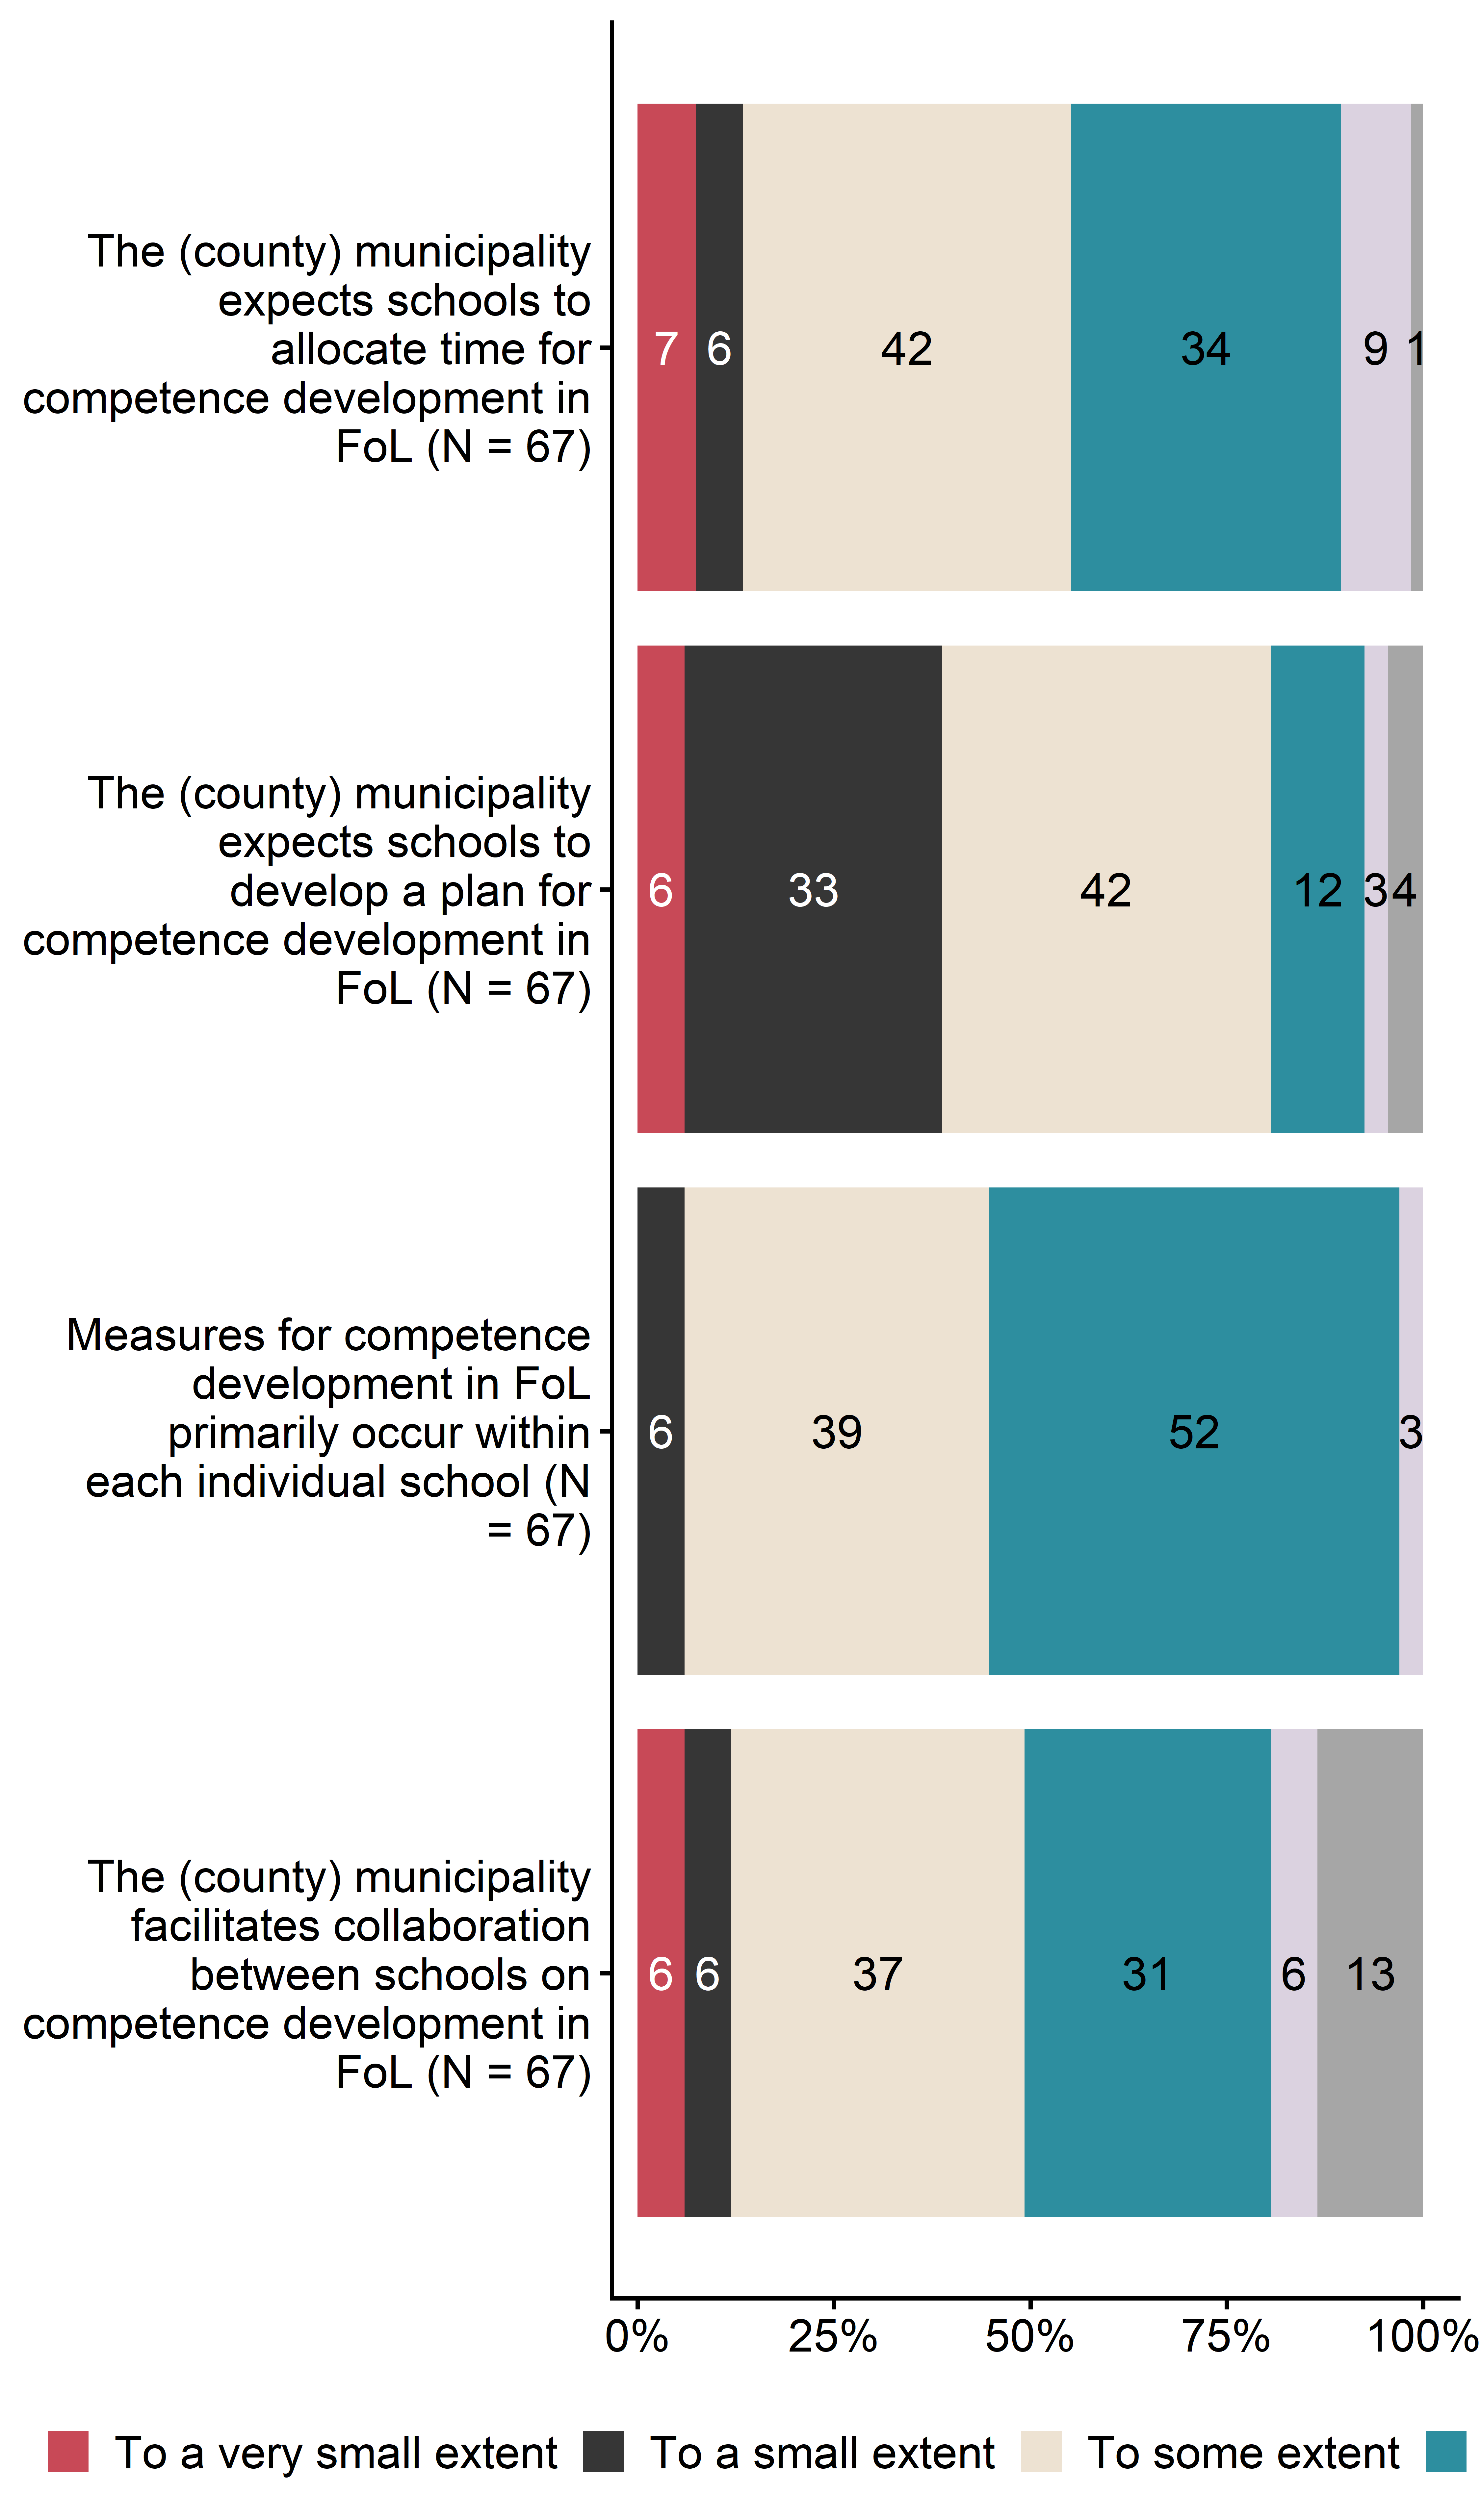 The (county) municipality
expects schools to
allocate time for
competence development in
FoL (N = 67)
7 6 42 34 9 1
The (county) municipality
expects schools to
develop a plan for
competence development in
FoL (N = 67)
6 33 42 12 3 4
Measures for competence
development in FoL
primarily occur within
each individual school (N
= 67)
6 39 52 3
The (county) municipality
facilitates collaboration
between schools on
competence development in
FoL (N = 67)
6 6 37 31 6 13
0% 25% 50% 75% 100%
To a very small extent To a small extent To some extent